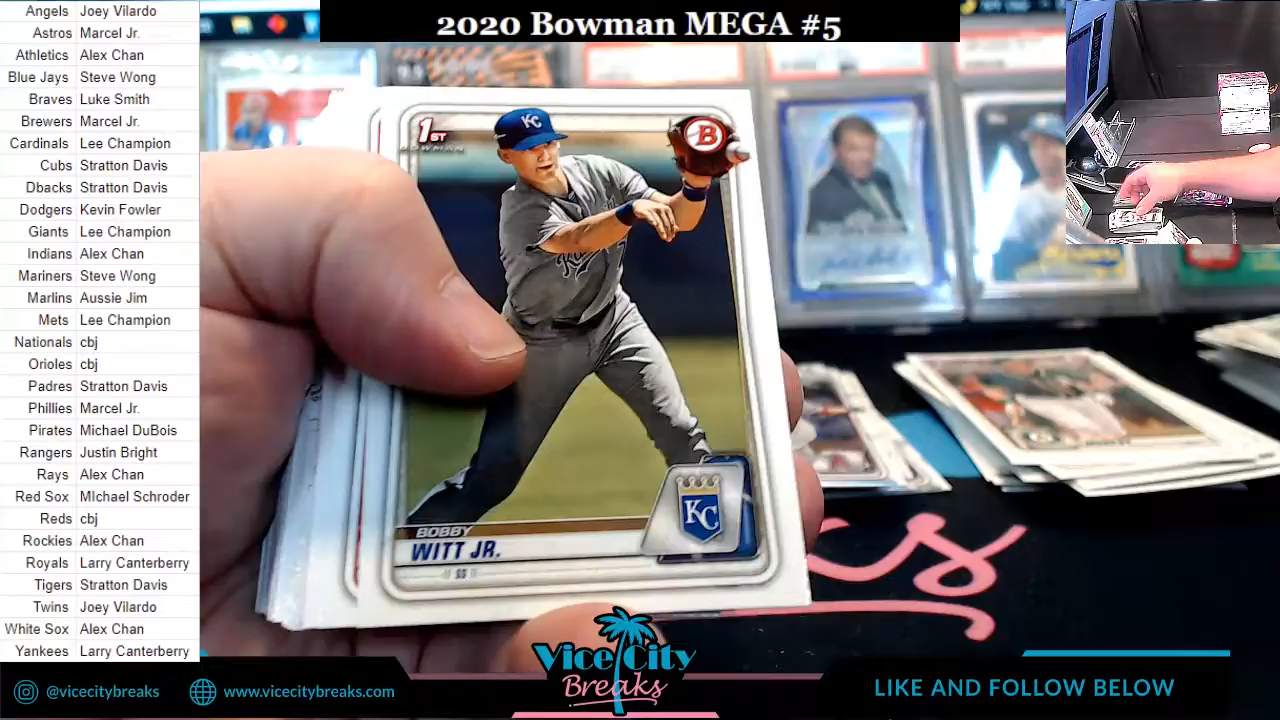 2020 Bowman MEGA #5
Angels Joey Vilardo
Astros Marcel Jr.
Athletics Alex Chan
Blue Jays Steve Wong
Braves Luke Smith
Brewers Marcel Jr.
Cardinals Lee Champion
Cubs Stratton Davis
Dbacks Stratton Davis
Dodgers Kevin Fowler
Giants Lee Champion
Indians Alex Chan
Mariners Steve Wong
Marlins Aussie Jim
Mets Lee Champion
Nationals cbj
Orioles cbj
Padres Stratton Davis
Phillies Marcel Jr.
Pirates Michael DuBois
Rangers Justin Bright
Rays Alex Chan
Red Sox MIchael Schroder
Reds cbj
Rockies Alex Chan
Royals Larry Canterberry
Tigers Stratton Davis
Twins Joey Vilardo
White Sox Alex Chan
Yankees Larry Canterberry
1ST
BOWMAN
B
KC
BOBBY
WITT JR.
SS
KC
Vice City
Breaks
@vicecitybreaks
www.vicecitybreaks.com
LIKE AND FOLLOW BELOW